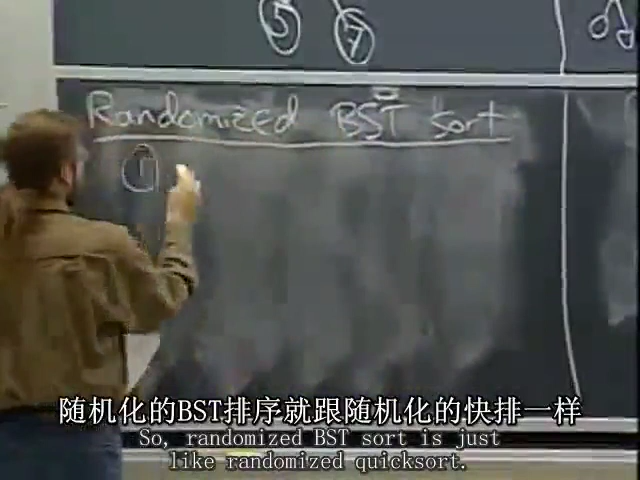 5 7
Randomized BST sort
1
随机化的BST排序就跟随机化的快排一样
So, randomized BST sort is just
like randomized quicksort.